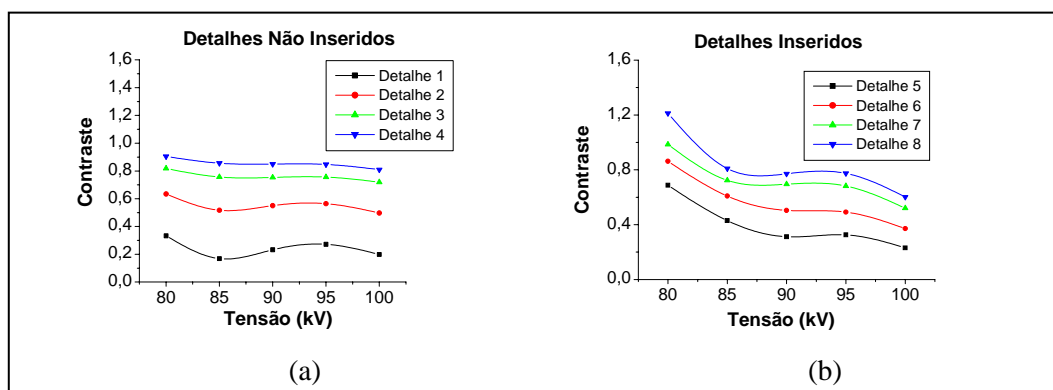 Detalhes Não Inseridos
1,6
1,4
1,2
1,0
0,8
0,6
0,4
0,2
0,0
Contraste
Detalhe 1
Detalhe 2
Detalhe 3
Detalhe 4
80 85 90 95 100
Tensão (kV)
(a)
Detalhes Inseridos
1,6
1,2
0,8
0,4
0,0
Contraste
Detalhe 5
Detalhe 6
Detalhe 7
Detalhe 8
80 85 90 95 100
Tensão (kV)
(b)